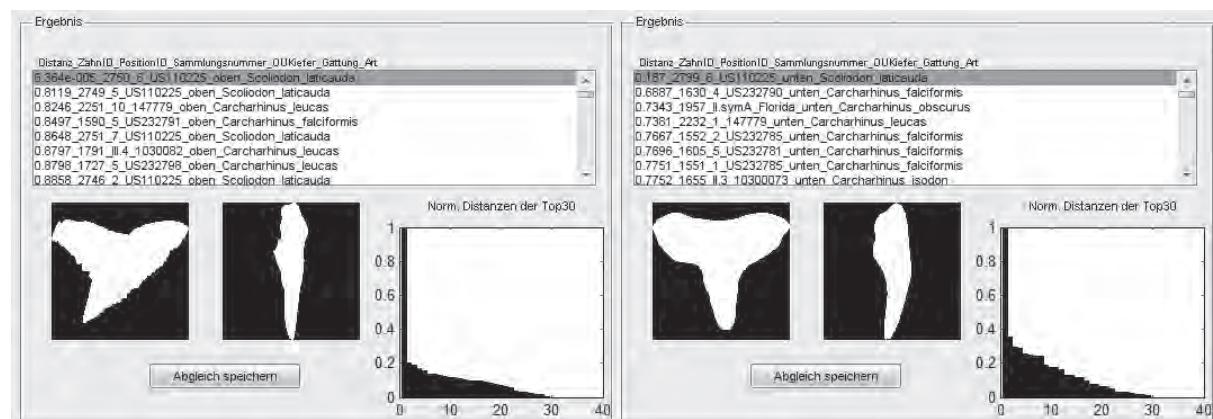 Ergebnis
Distanz_ZahnID_PositionID_Sammlungsnummer_OUKiefer_Gattung_Art
6.364e-005_2750_6_US110225_oben_Scoliodon_laticauda
0.8119_2749_5_US110225_oben_Scoliodon_laticauda
0.8246_2251_10_147779_oben_Carcharhinus_leucas
0.8497_1590_5_US232791_oben_Carcharhinus_falciformis
0.8648_2751_7_US110225_oben_Scoliodon_laticauda
0.8797_1791_III.4_1030082_oben_Carcharhinus_leucas
0.8798_1727_5_US232798_oben_Carcharhinus_leucas
0.8858_2746_2_US110225_oben_Scoliodon_laticauda
Norm. Distanzen der Top30
1
0.8
0.6
0.4
0.2
0
0 10 20 30 40
Abgleich speichern
Ergebnis
Distanz_ZahnID_PositionID_Sammlungsnummer_OUKiefer_Gattung_Art
0.187_2799_6_US110225_unten_Scoliodon_laticauda
0.6887_1630_4_US232790_unten_Carcharhinus_falciformis
0.7343_1957_II.symA_Florida_unten_Carcharhinus_obscurus
0.7381_2232_1_147779_unten_Carcharhinus_leucas
0.7667_1552_2_US232785_unten_Carcharhinus_falciformis
0.7696_1605_5_US232781_unten_Carcharhinus_falciformis
0.7751_1551_1_US232785_unten_Carcharhinus_falciformis
0.7752_1655_II.3_10300073_unten_Carcharhinus_isodon
Norm. Distanzen der Top30
1
0.8
0.6
0.4
0.2
0
0 10 20 30 40
Abgleich speichern